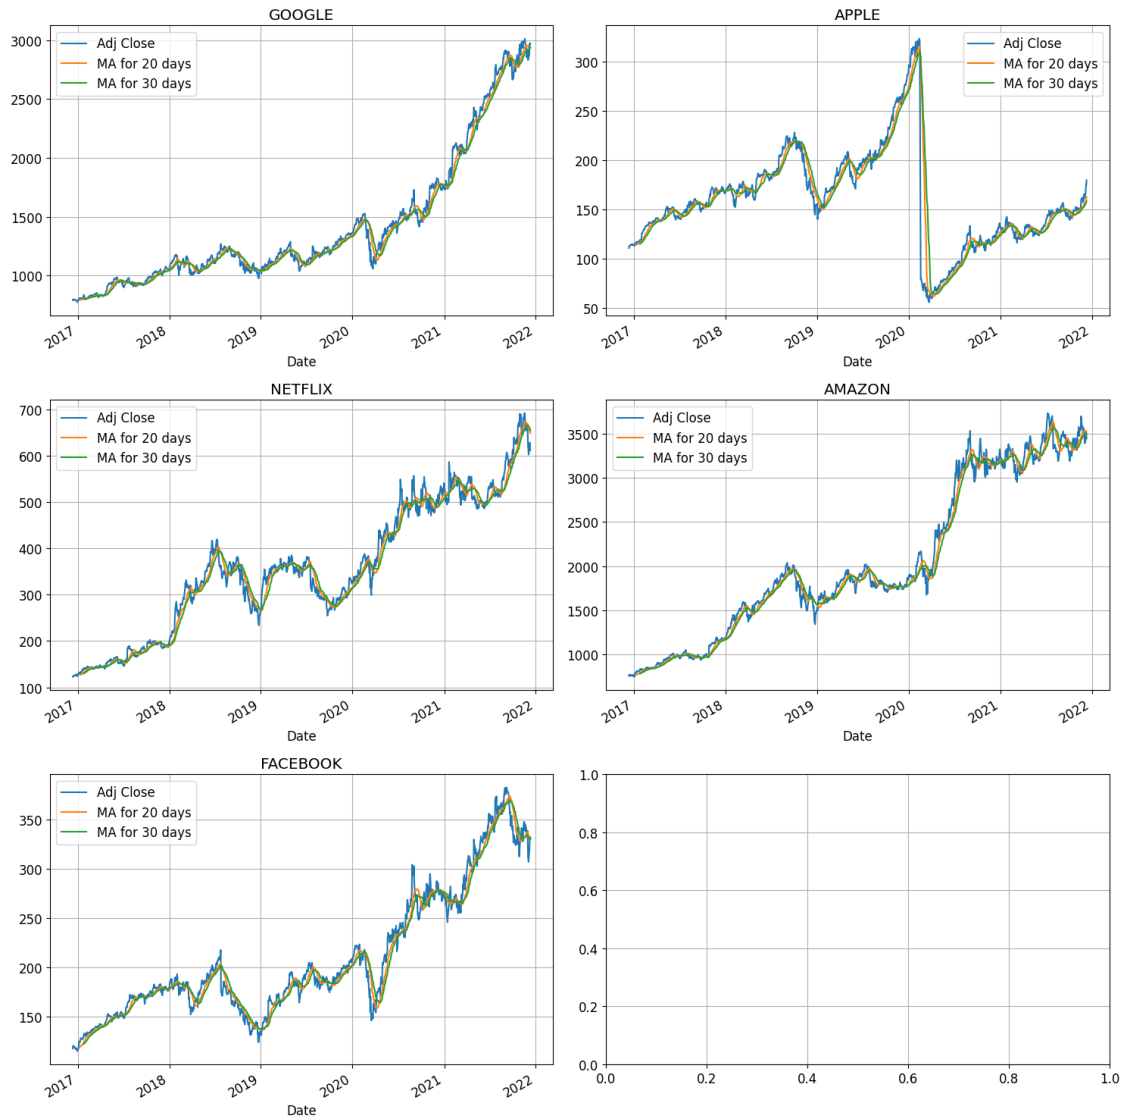 GOOGLE
Adj Close
MA for 20 days
MA for 30 days
3000
2500
2000
1500
1000
2017
2018
2019
2020
2021
2022
Date
APPLE
Adj Close
MA for 20 days
MA for 30 days
300
250
200
150
100
50
2017
2018
2019
2020
2021
2022
Date
NETFLIX
Adj Close
MA for 20 days
MA for 30 days
700
600
500
400
300
200
100
2017
2018
2019
2020
2021
2022
Date
AMAZON
Adj Close
MA for 20 days
MA for 30 days
3500
3000
2500
2000
1500
1000
2017
2018
2019
2020
2021
2022
Date
FACEBOOK
Adj Close
MA for 20 days
MA for 30 days
350
300
250
200
150
2017
2018
2019
2020
2021
2022
Date
1.0
0.8
0.6
0.4
0.2
0.0
0.0
0.2
0.4
0.6
0.8
1.0